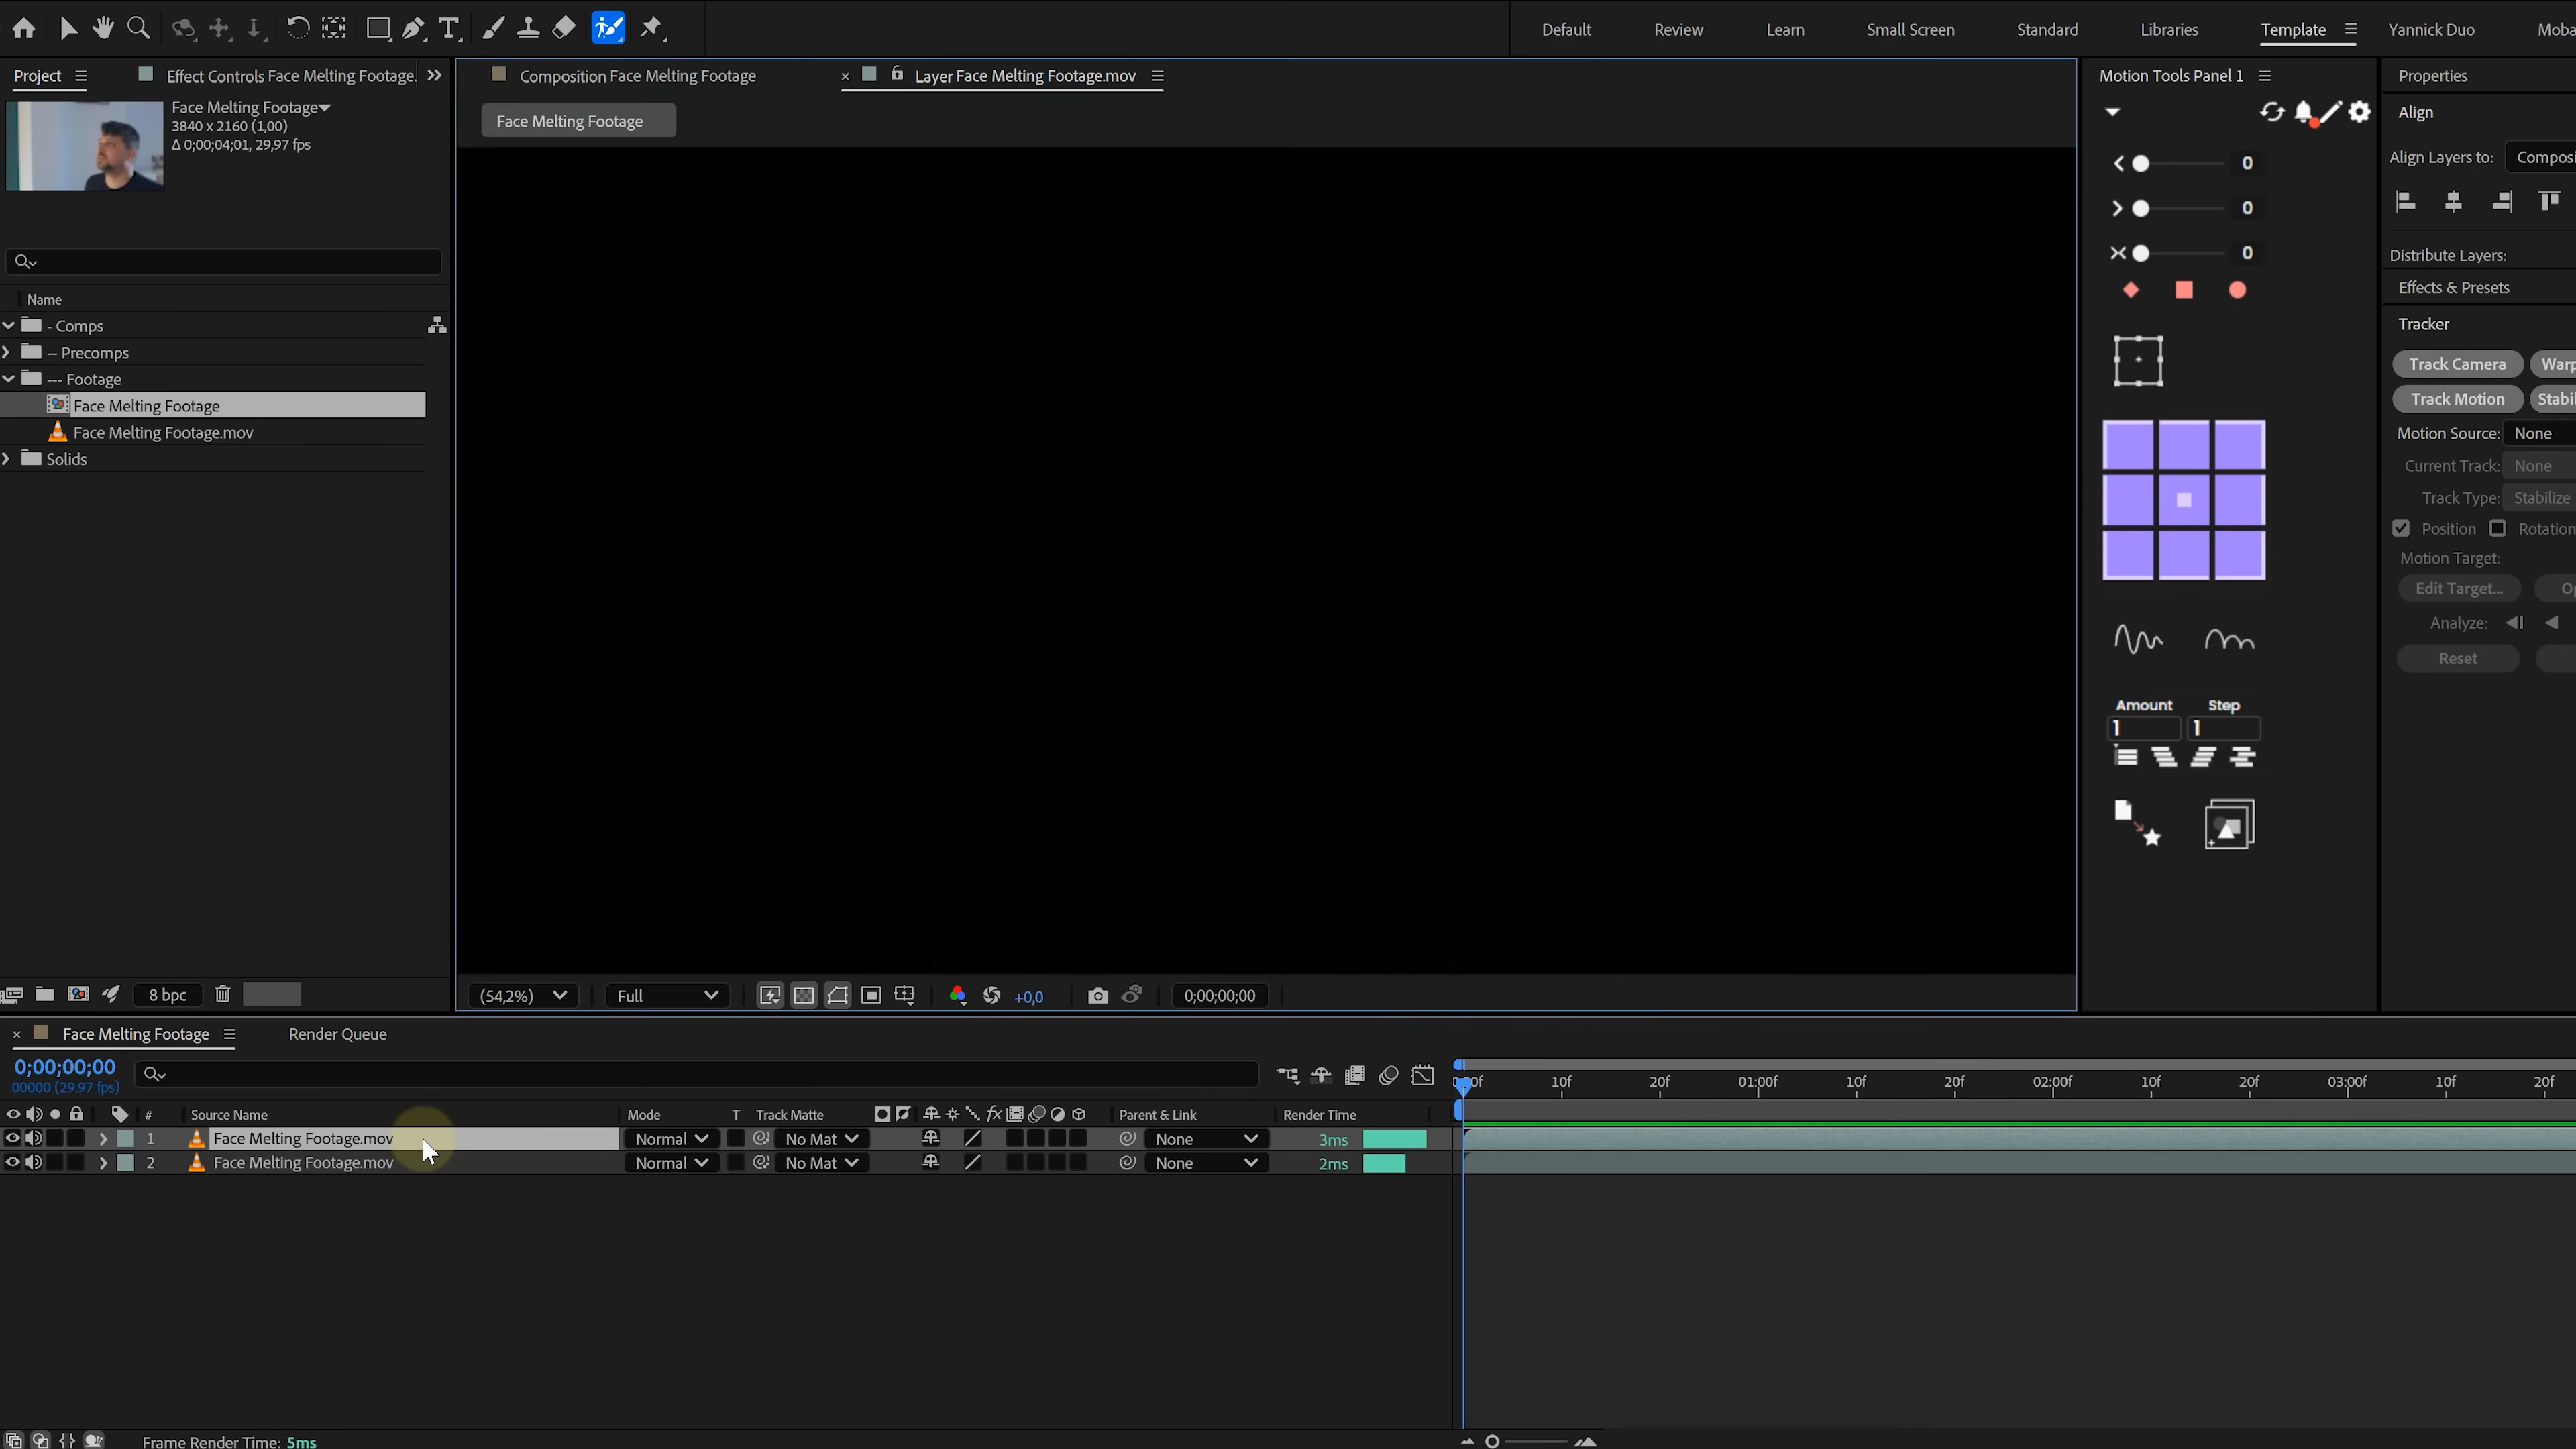 Default
Review
Learn
Small Screen
Standard
Libraries
Template
Yannick Duo
Moba
Project
Effect Controls Face Melting Footage.
Composition Face Melting Footage
Layer Face Melting Footage.mov
Motion Tools Panel 1
Properties
Face Melting Footage
3840 x 2160 (1,00)
Δ 0;00;04;01, 29,97 fps
Face Melting Footage
Align
Align Layers to:
Composi
0
0
0
Distribute Layers:
Effects & Presets
Tracker
Track Camera
Warp
Track Motion
Stabil
Motion Source:
None
Current Track:
None
Track Type:
Stabilize
Position
Rotation
Motion Target:
Edit Target...
Op
Analyze:
Reset
Name
- Comps
-- Precomps
--- Footage
Face Melting Footage
Face Melting Footage.mov
Solids
Amount
Step
1
1
8 bpc
(54,2%)
Full
+0,0
0;00;00;00
Face Melting Footage
Render Queue
0;00;00;00
00000 (29.97 fps)
10f
20f
01:00f
10f
20f
02:00f
10f
20f
03:00f
10f
20f
#
Source Name
Mode
T
Track Matte
fx
Parent & Link
Render Time
1
Face Melting Footage.mov
Normal
No Mat
None
3ms
2
Face Melting Footage.mov
Normal
No Mat
None
2ms
Frame Render Time: 5ms